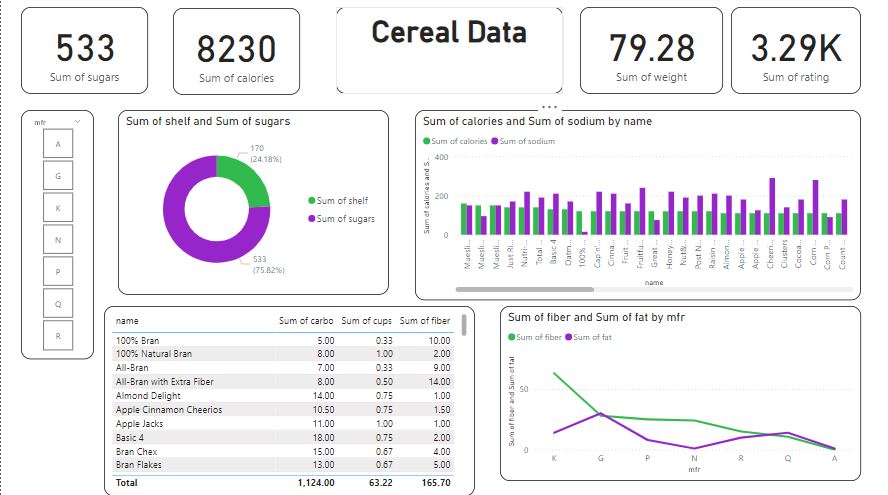 533
Sum of sugars
8230
Sum of calories
Cereal Data
79.28
Sum of weight
3.29K
Sum of rating
mfr
A
G
K
N
P
Q
R
Sum of shelf and Sum of sugars
170
(24.18%)
533
(75.82%)
Sum of shelf
Sum of sugars
Sum of calories and Sum of sodium by name
Sum of calories Sum of sodium
Sum of calories and S...
400
200
0
Muesli...
Muesli...
Muesli...
Just Ri...
Nutri-...
Total ...
Basic 4
Oatm...
100% ...
Cap'n'...
Cinna...
Fruit ...
Fruitfu...
Great ...
Honey...
Nut&...
Post N...
Raisin ...
Almon...
Apple ...
Apple ...
Cheeri...
Clusters
Cocoa...
Corn ...
Corn P...
Count ...
name
name Sum of carbo Sum of cups Sum of fiber
100% Bran 5.00 0.33 10.00
100% Natural Bran 8.00 1.00 2.00
All-Bran 7.00 0.33 9.00
All-Bran with Extra Fiber 8.00 0.50 14.00
Almond Delight 14.00 0.75 1.00
Apple Cinnamon Cheerios 10.50 0.75 1.50
Apple Jacks 11.00 1.00 1.00
Basic 4 18.00 0.75 2.00
Bran Chex 15.00 0.67 4.00
Bran Flakes 13.00 0.67 5.00
Total 1,124.00 63.22 165.70
Sum of fiber and Sum of fat by mfr
Sum of fiber Sum of fat
Sum of fiber and Sum of fat
50
0
K G P N R Q A
mfr